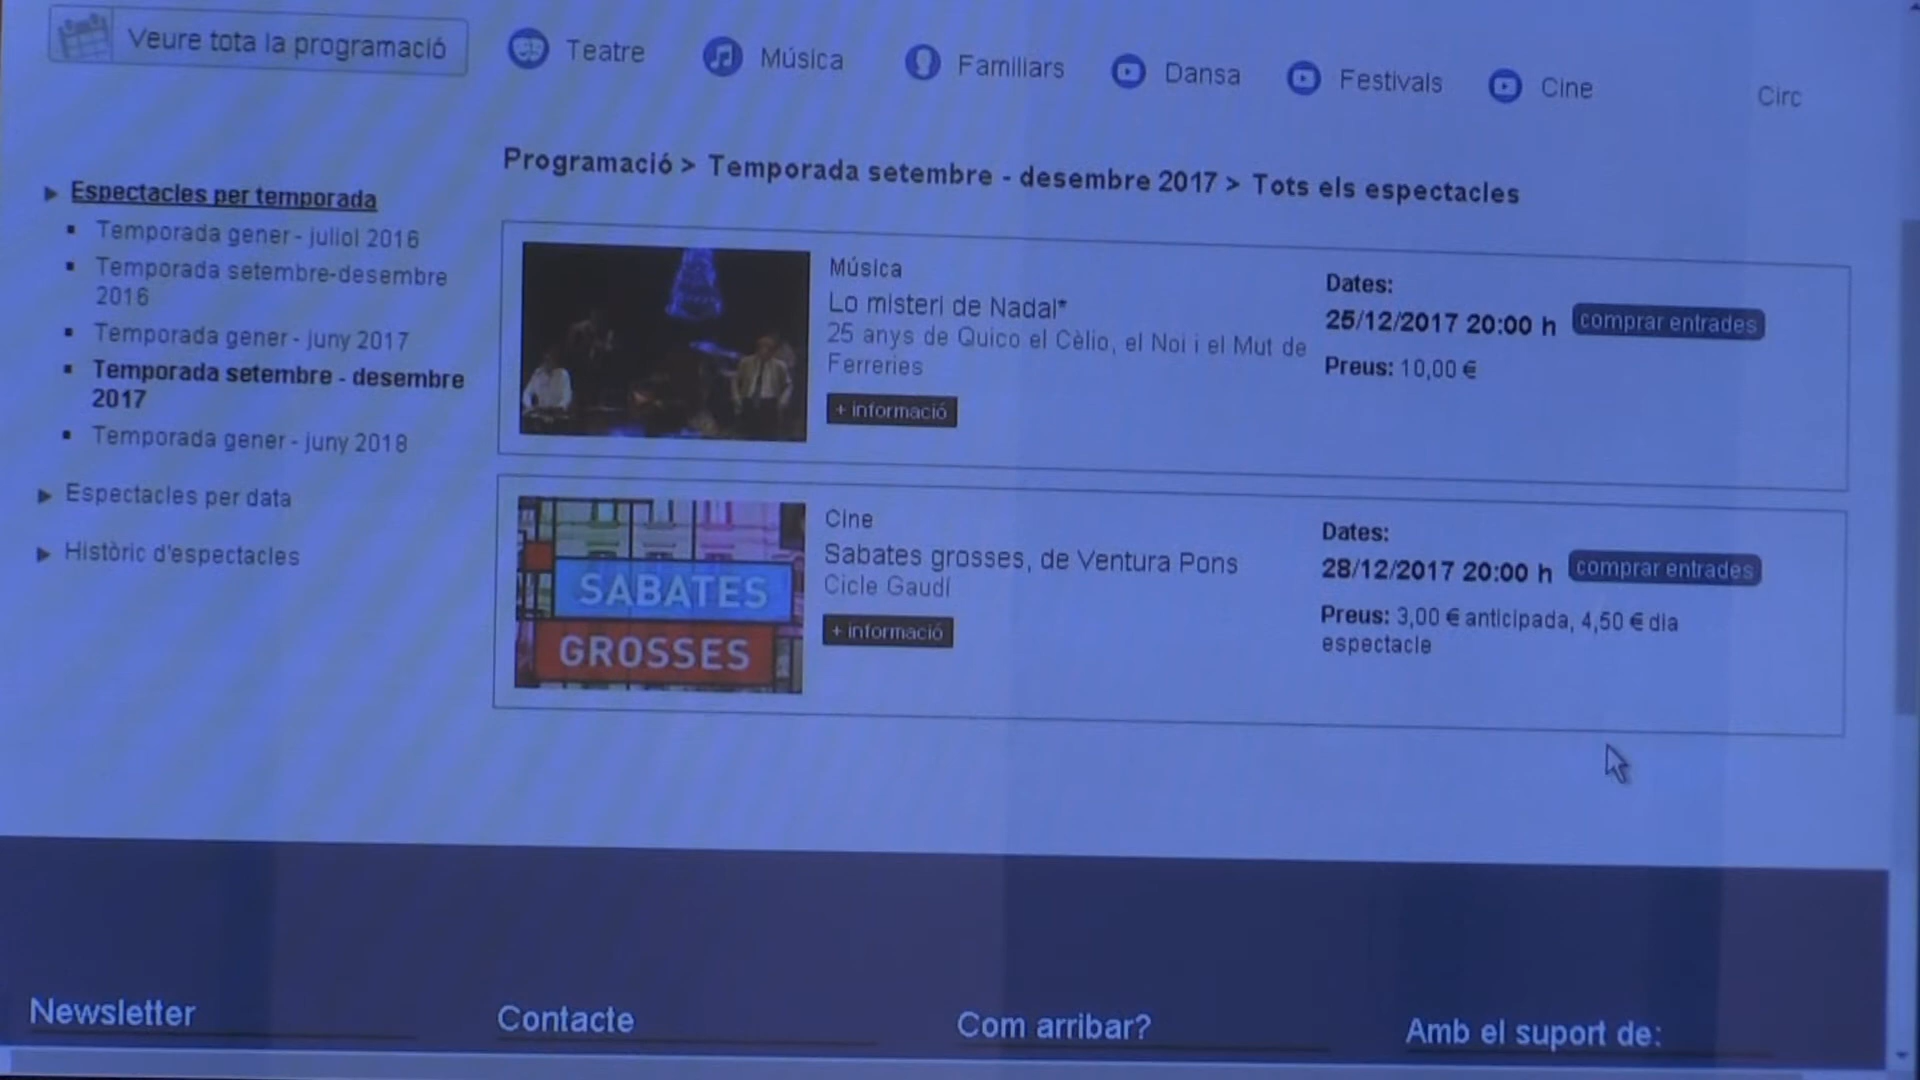 Veure tota la programació
Teatre
Música
Familiars
Dansa
Festivals
Cine
Circ
Espectacles per temporada
Temporada gener - juliol 2016
Temporada setembre-desembre
2016
Temporada gener - juny 2017
Temporada setembre - desembre
2017
Temporada gener - juny 2018
Espectacles per data
Històric d'espectacles
Programació > Temporada setembre - desembre 2017 > Tots els espectacles
Música
Lo misteri de Nadal*
25 anys de Quico el Cèlio, el Noi i el Mut de
Ferreries
+ informació
Dates:
25/12/2017 20:00 h comprar entrades
Preus: 10,00 €
SABATES
GROSSES
Cine
Sabates grosses, de Ventura Pons
Cicle Gaudí
+ informació
Dates:
28/12/2017 20:00 h comprar entrades
Preus: 3,00 € anticipada, 4,50 € dia
espectacle
Newsletter
Contacte
Com arribar?
Amb el suport de: